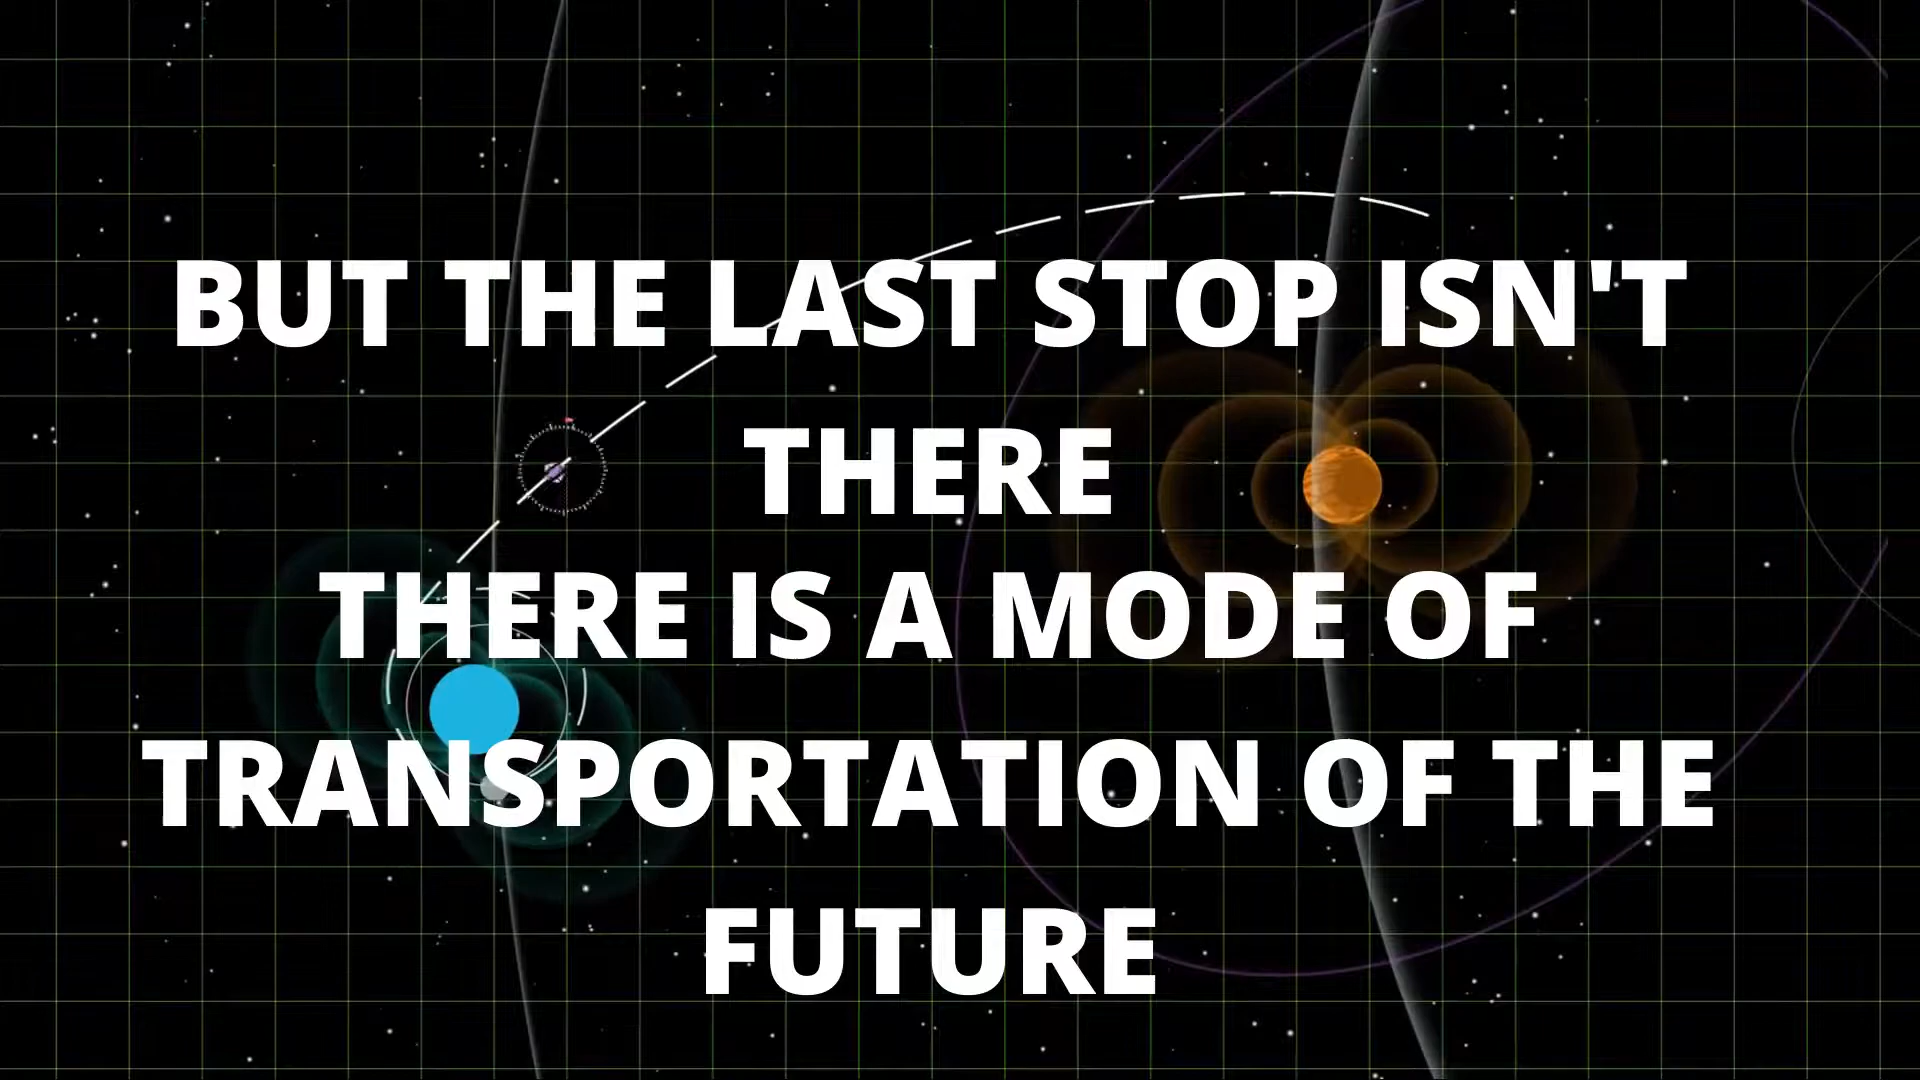 BUT THE LAST STOP ISN'T
THERE
THERE IS A MODE OF
TRANSPORTATION OF THE
FUTURE